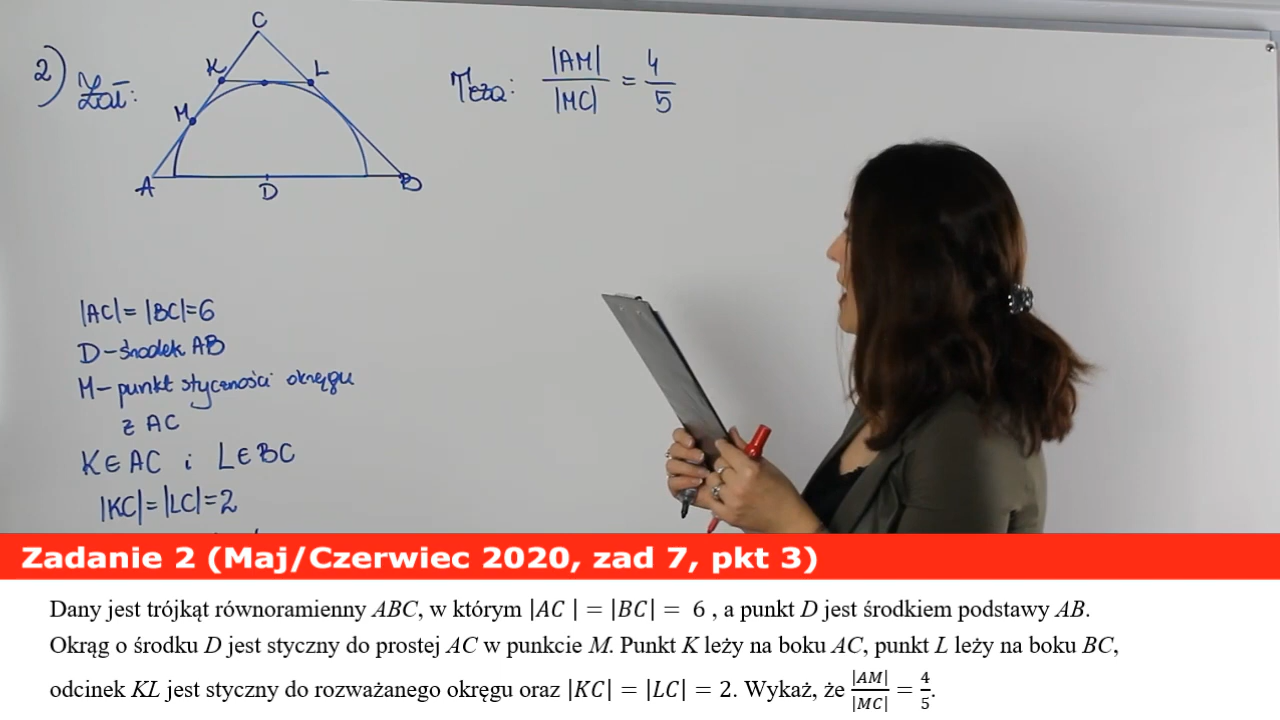 2) Zał:
C
K
L
M
A
D
B
Teza: |AM| / |MC| = 4/5
|AC| = |BC| = 6
D - środek AB
M - punkt styczności okręgu
z AC
K ∈ AC i L ∈ BC
|KC| = |LC| = 2
Zadanie 2 (Maj/Czerwiec 2020, zad 7, pkt 3)
Dany jest trójkąt równoramienny ABC, w którym |AC | = |BC| = 6 , a punkt D jest środkiem podstawy AB.
Okrąg o środku D jest styczny do prostej AC w punkcie M. Punkt K leży na boku AC, punkt L leży na boku BC,
odcinek KL jest styczny do rozważanego okręgu oraz |KC| = |LC| = 2. Wykaż, że |AM|/|MC| = 4/5.